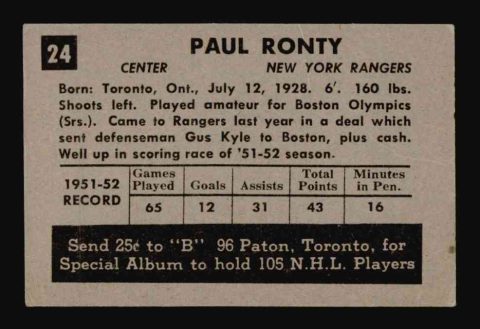 24
PAUL RONTY
CENTER NEW YORK RANGERS
Born: Toronto, Ont., July 12, 1928. 6′. 160 lbs.
Shoots left. Played amateur for Boston Olympics
(Srs.). Came to Rangers last year in a deal which
sent defenseman Gus Kyle to Boston, plus cash.
Well up in scoring race of '51-52 season.
1951-52 RECORD
Games Played Goals Assists Total Points Minutes in Pen.
65 12 31 43 16
Send 25¢ to "B" 96 Paton, Toronto, for
Special Album to hold 105 N.H.L. Players